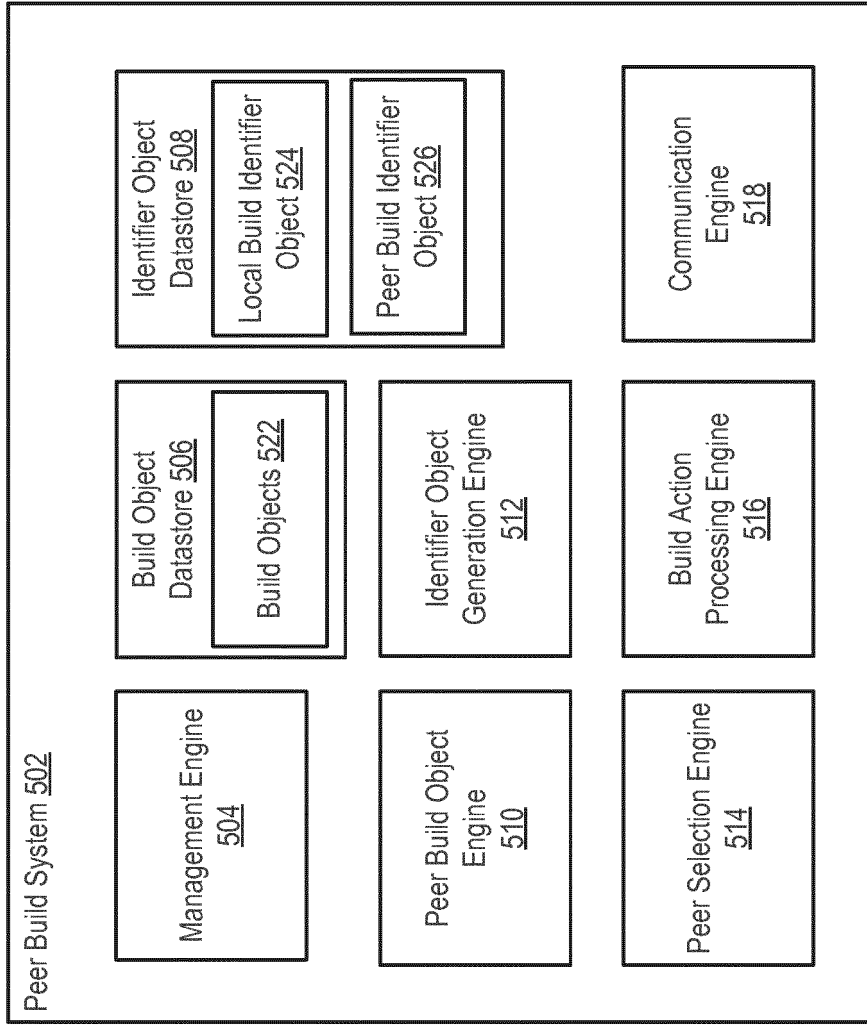 Peer Build System 502
Management Engine
504
Build Object
Datastore 506
Build Objects 522
Identifier Object
Datastore 508
Local Build Identifier
Object 524
Peer Build Identifier
Object 526
Peer Build Object
Engine
510
Identifier Object
Generation Engine
512
Peer Selection Engine
514
Build Action
Processing Engine
516
Communication
Engine
518